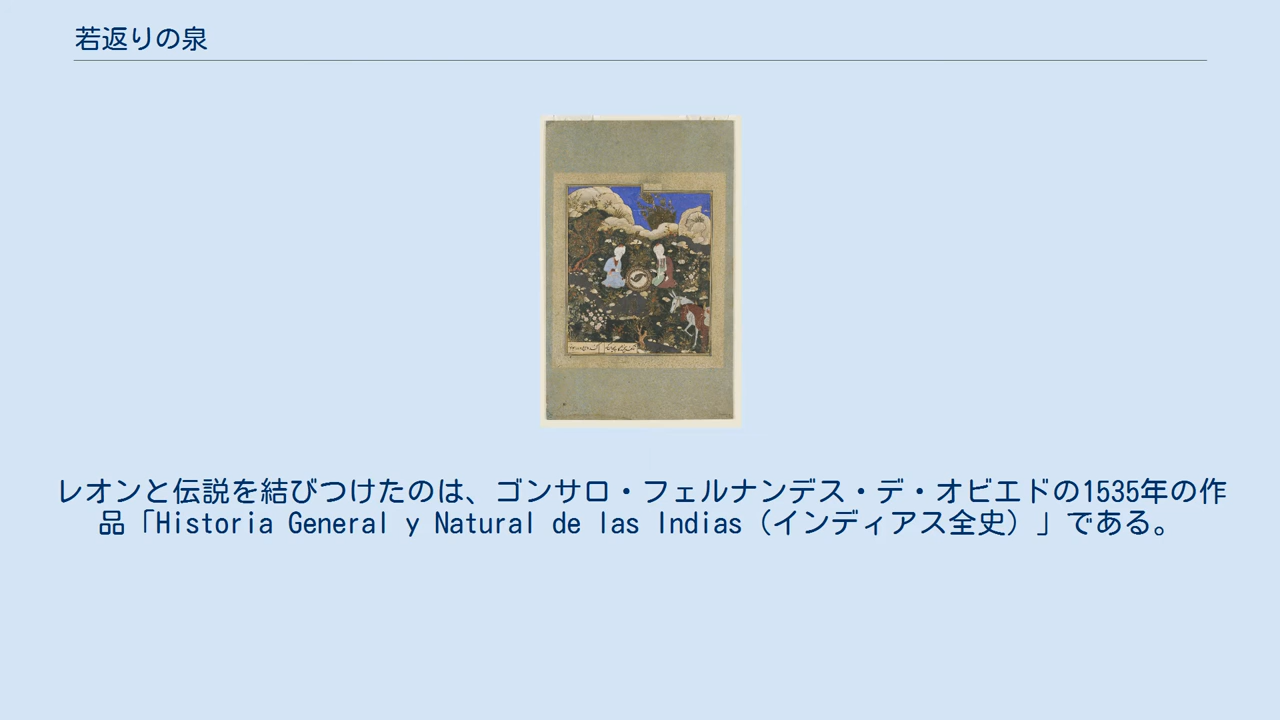 若返りの泉
レオンと伝説を結びつけたのは、ゴンサロ・フェルナンデス・デ・オビエドの1535年の作
品「Historia General y Natural de las Indias（インディアス全史）」である。